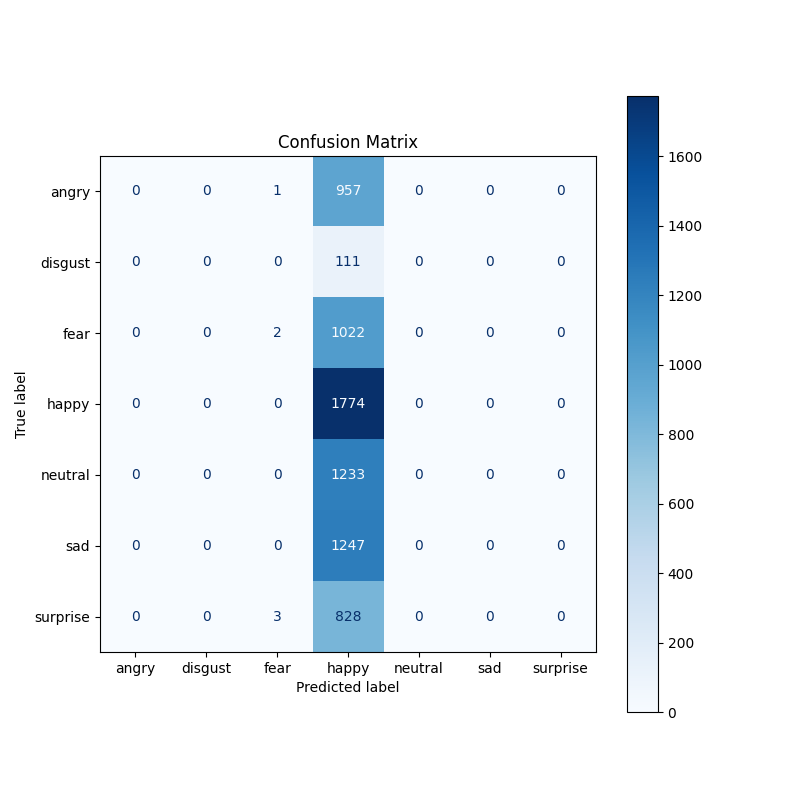 Confusion Matrix
angry 0 0 1 957 0 0 0
disgust 0 0 0 111 0 0 0
fear 0 0 2 1022 0 0 0
happy 0 0 0 1774 0 0 0
neutral 0 0 0 1233 0 0 0
sad 0 0 0 1247 0 0 0
surprise 0 0 3 828 0 0 0
angry disgust fear happy neutral sad surprise
Predicted label
True label
1600
1400
1200
1000
800
600
400
200
0